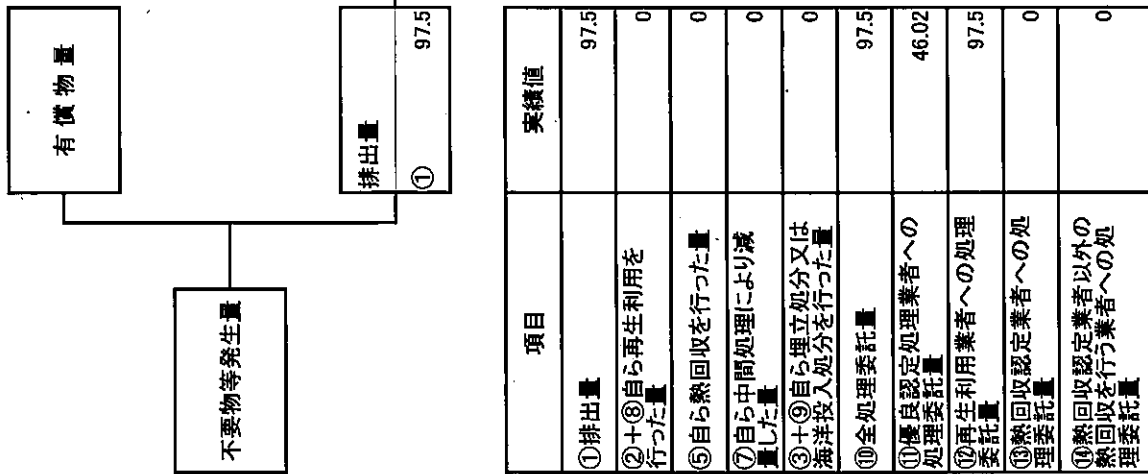 有償物量
不要物等発生量
排出量
① 97.5
項目 実績値
①排出量 97.5
②+⑧自ら再生利用を
行った量 0
⑤自ら熱回収を行った量 0
⑦自ら中間処理により減
量した量 0
③+⑨自ら埋立処分又は
海洋投入処分を行った量 0
⑩全処理委託量 97.5
⑪優良認定処理業者への
処理委託量 46.02
⑫再生利用業者への処理
委託量 97.5
⑬熱回収認定業者への処
理委託量 0
⑭熱回収認定業者以外の
熱回収を行う業者への処
理委託量 0